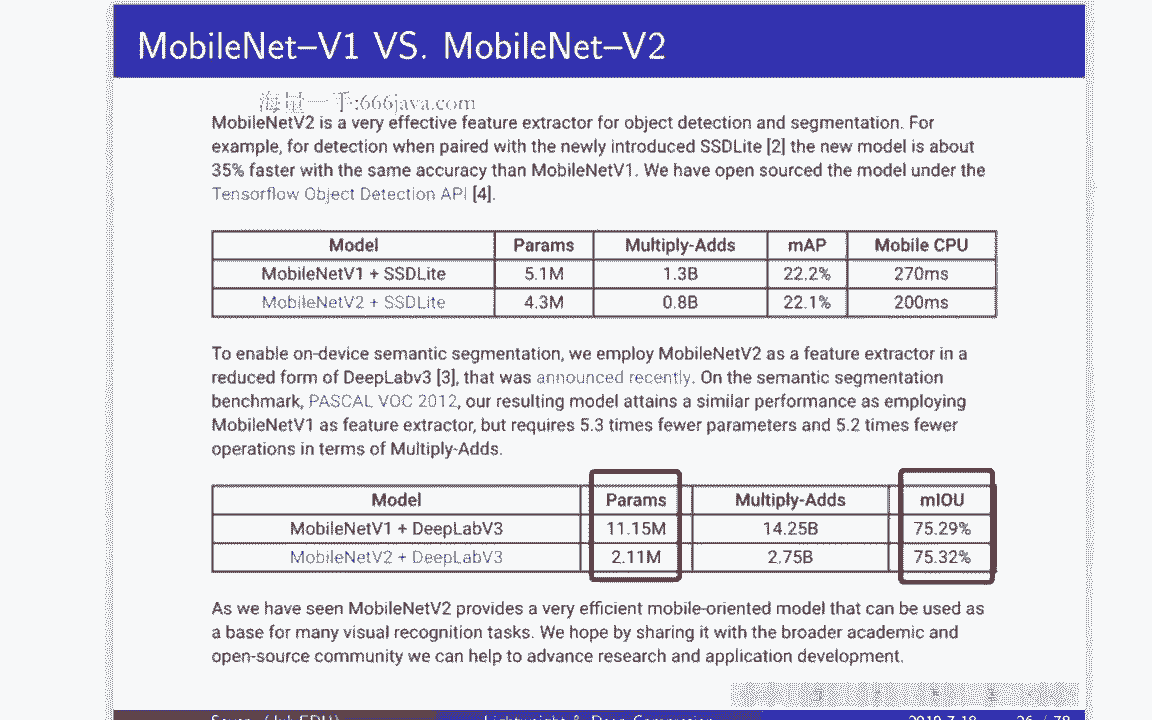 MobileNet–V1 VS. MobileNet–V2
海量一手:666java.com
MobileNetV2 is a very effective feature extractor for object detection and segmentation. For
example, for detection when paired with the newly introduced SSDLite [2] the new model is about
35% faster with the same accuracy than MobileNetV1. We have open sourced the model under the
Tensorflow Object Detection API [4].
Model Params Multiply-Adds mAP Mobile CPU
MobileNetV1 + SSDLite 5.1M 1.3B 22.2% 270ms
MobileNetV2 + SSDLite 4.3M 0.8B 22.1% 200ms
To enable on-device semantic segmentation, we employ MobileNetV2 as a feature extractor in a
reduced form of DeepLabv3 [3], that was announced recently. On the semantic segmentation
benchmark, PASCAL VOC 2012, our resulting model attains a similar performance as employing
MobileNetV1 as feature extractor, but requires 5.3 times fewer parameters and 5.2 times fewer
operations in terms of Multiply-Adds.
Model Params Multiply-Adds mIOU
MobileNetV1 + DeepLabV3 11.15M 14.25B 75.29%
MobileNetV2 + DeepLabV3 2.11M 2.75B 75.32%
As we have seen MobileNetV2 provides a very efficient mobile-oriented model that can be used as
a base for many visual recognition tasks. We hope by sharing it with the broader academic and
open-source community we can help to advance research and application development.
2019.7.18 26 / 78